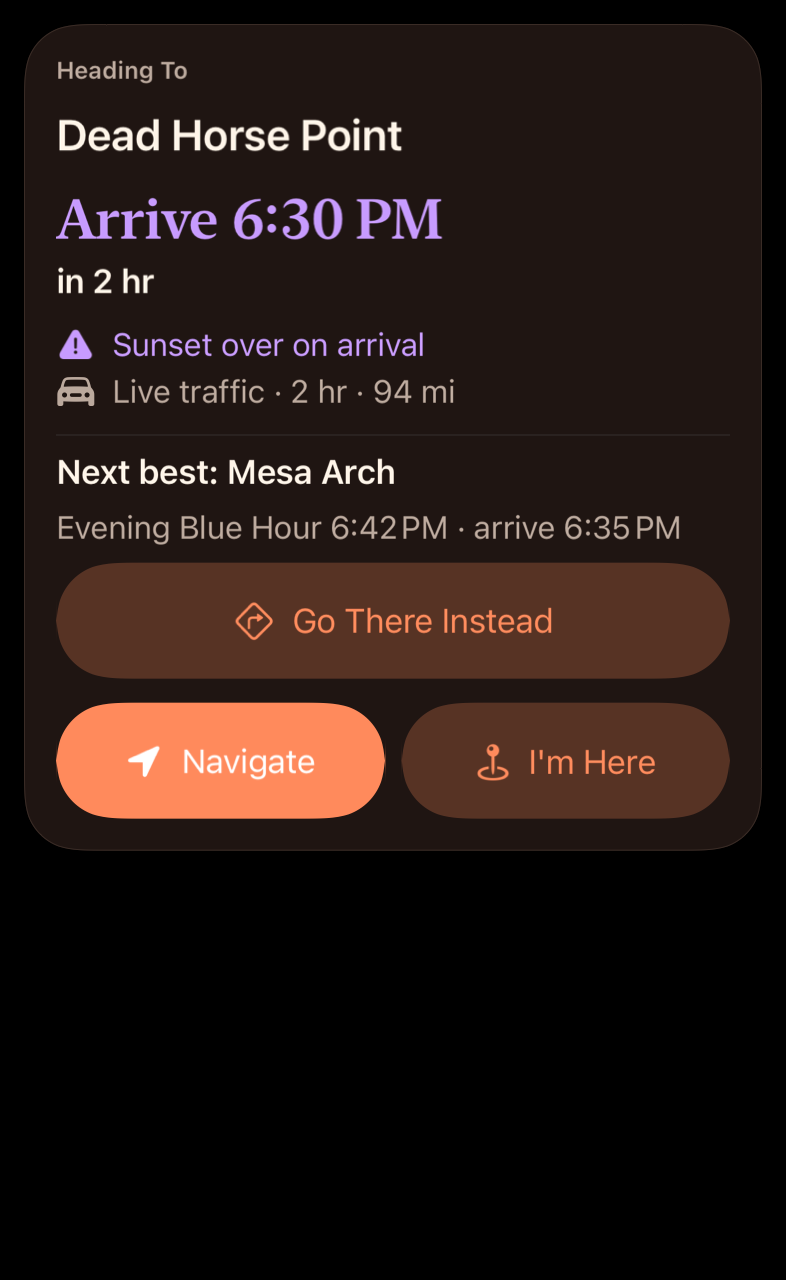 Heading To
Dead Horse Point
Arrive 6:30 PM
in 2 hr
Sunset over on arrival
Live traffic · 2 hr · 94 mi
Next best: Mesa Arch
Evening Blue Hour 6:42 PM · arrive 6:35 PM
Go There Instead
Navigate
I'm Here